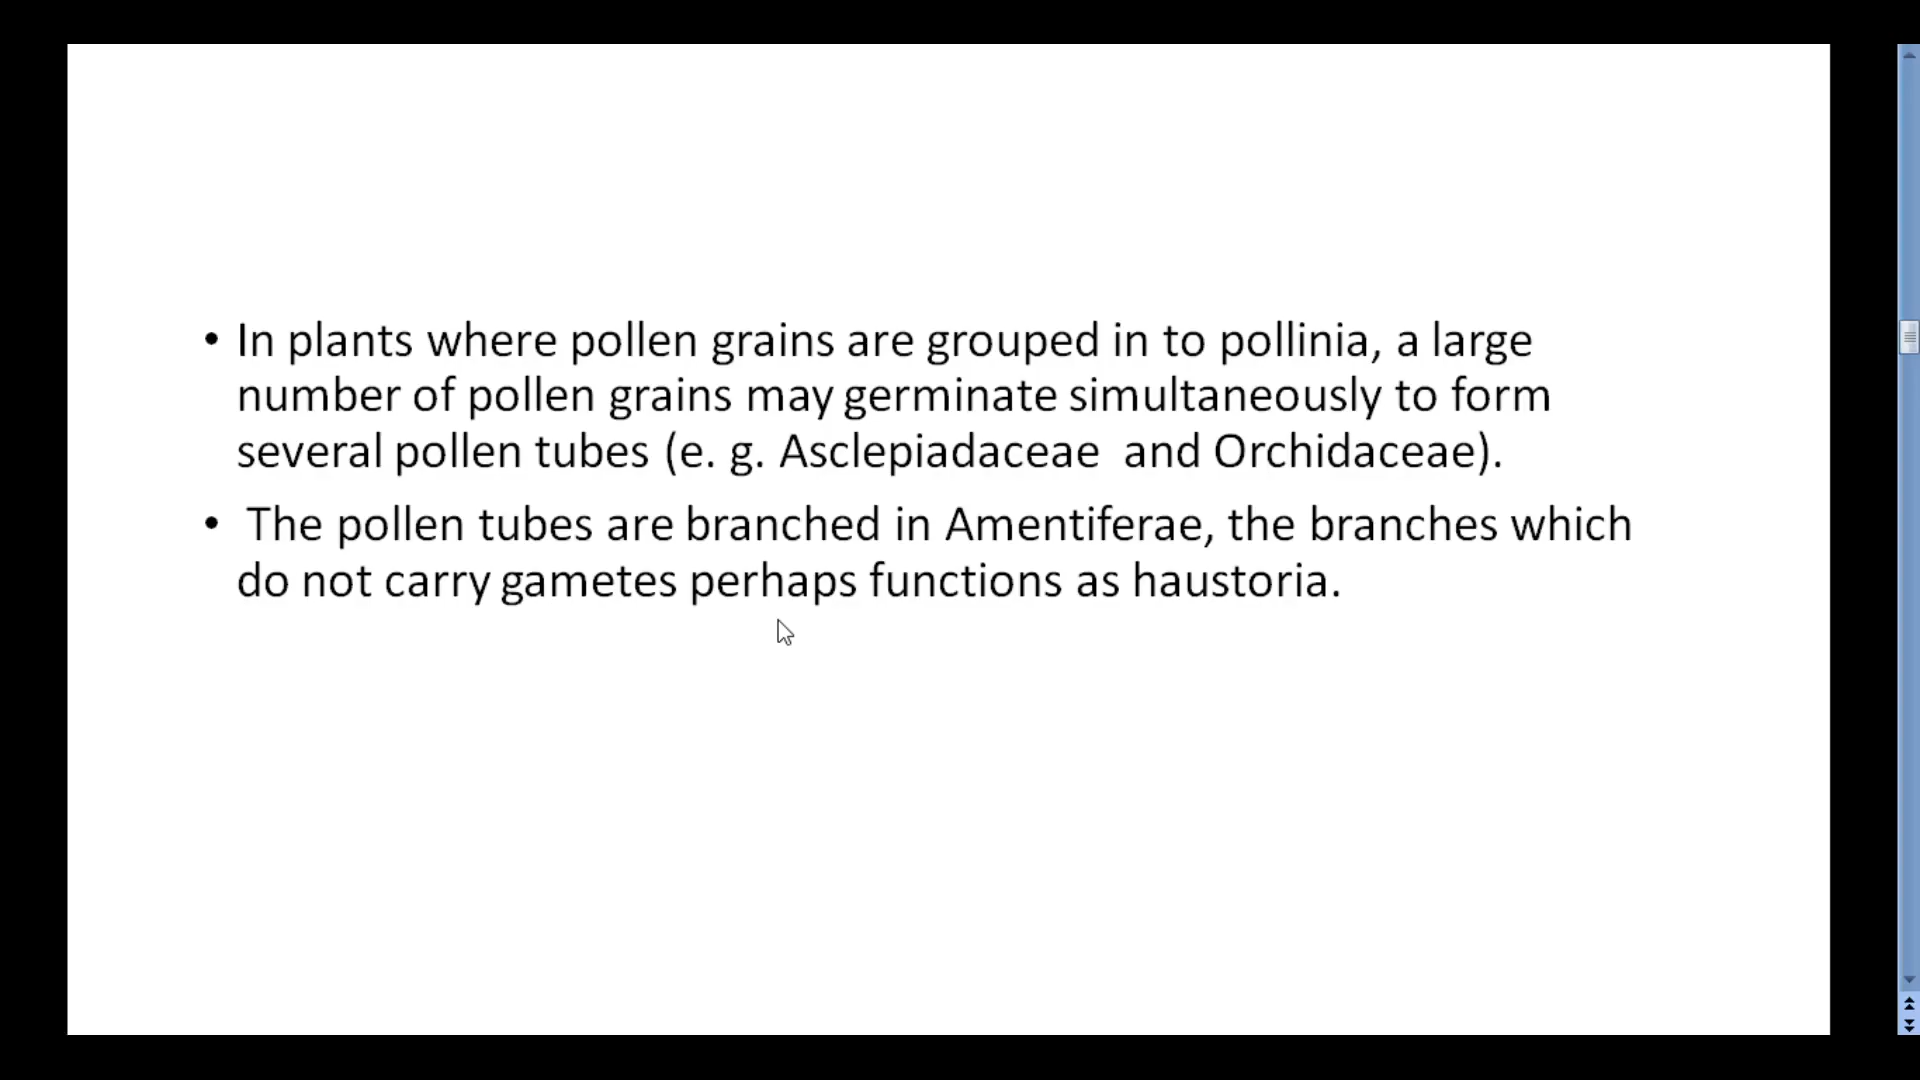 • In plants where pollen grains are grouped in to pollinia, a large
number of pollen grains may germinate simultaneously to form
several pollen tubes (e. g. Asclepiadaceae  and Orchidaceae).
• The pollen tubes are branched in Amentiferae, the branches which
do not carry gametes perhaps functions as haustoria.